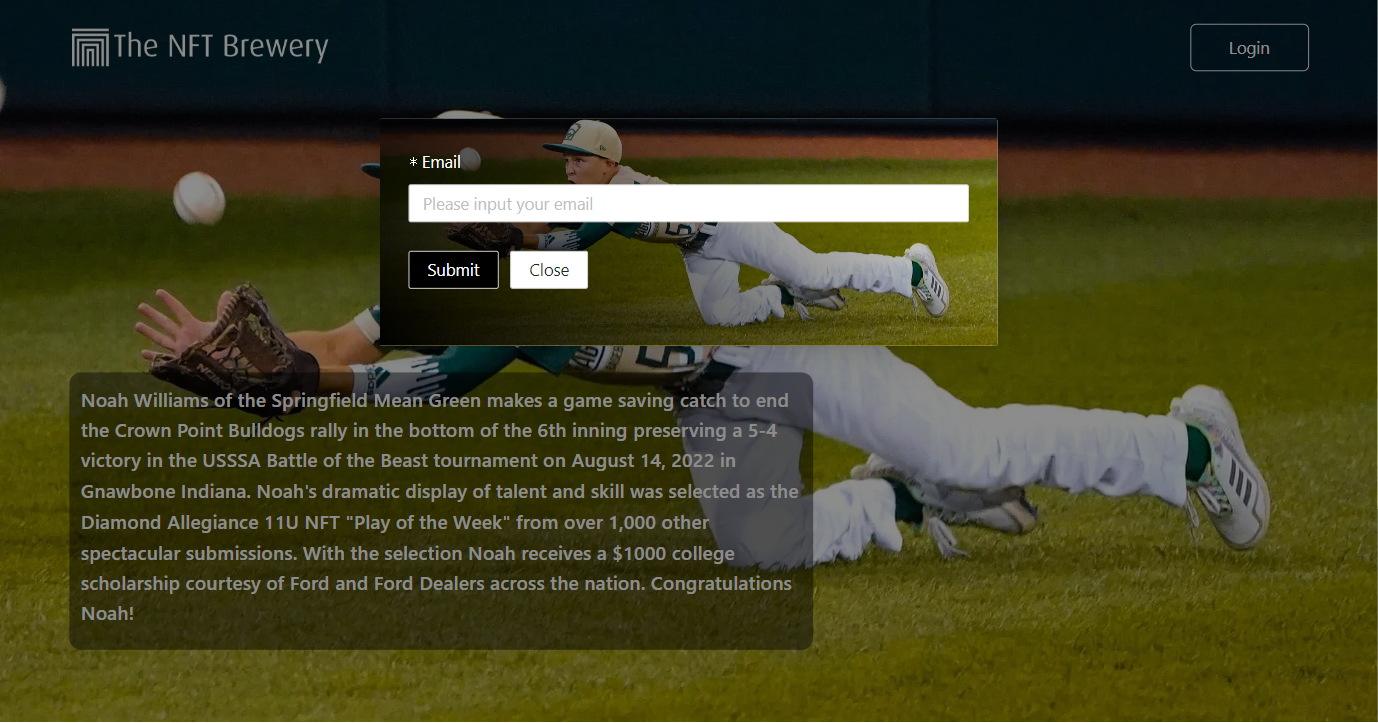 The NFT Brewery
Login
* Email
Please input your email
Submit
Close
Noah Williams of the Springfield Mean Green makes a game saving catch to end
the Crown Point Bulldogs rally in the bottom of the 6th inning preserving a 5-4
victory in the USSSA Battle of the Beast tournament on August 14, 2022 in
Gnawbone Indiana. Noah's dramatic display of talent and skill was selected as the
Diamond Allegiance 11U NFT "Play of the Week" from over 1,000 other
spectacular submissions. With the selection Noah receives a $1000 college
scholarship courtesy of Ford and Ford Dealers across the nation. Congratulations
Noah!